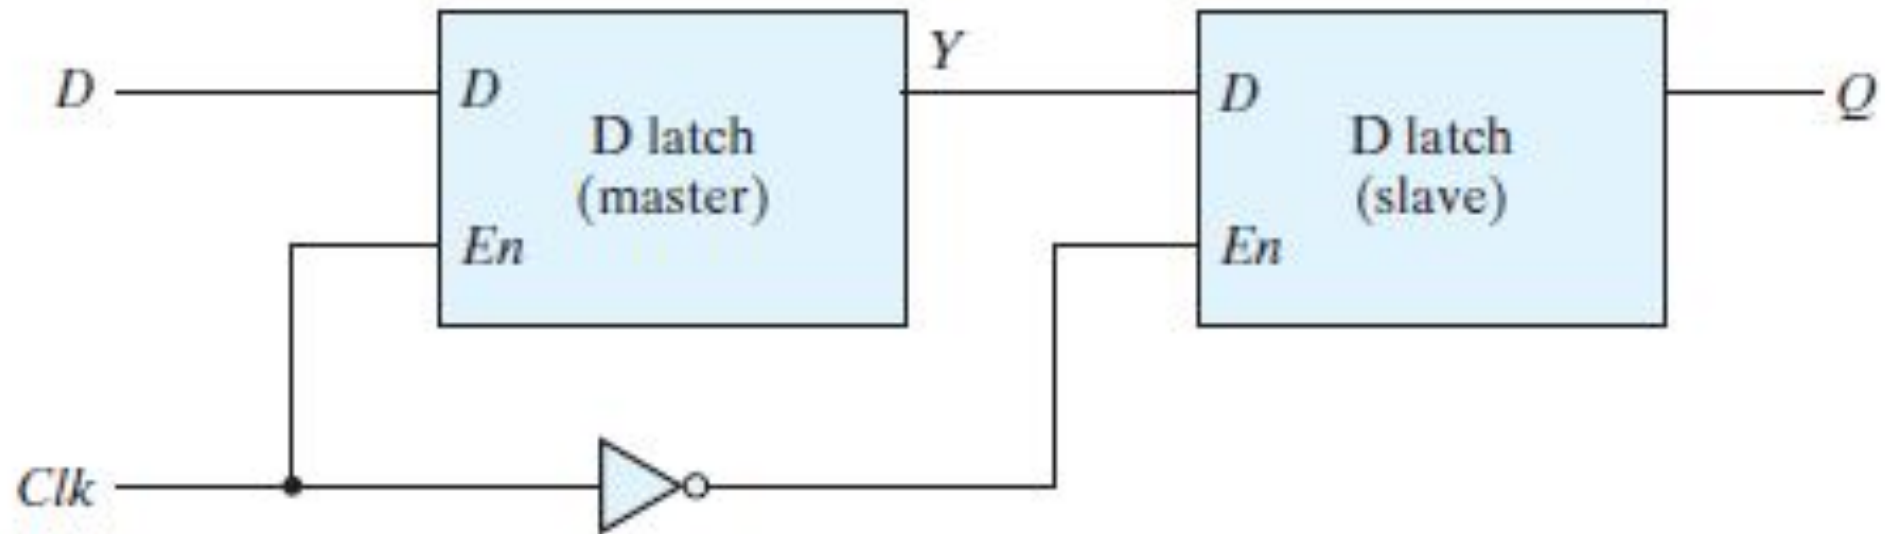 Y
D
D
D
Q
D latch
(master)
D latch
(slave)
En
En
Clk